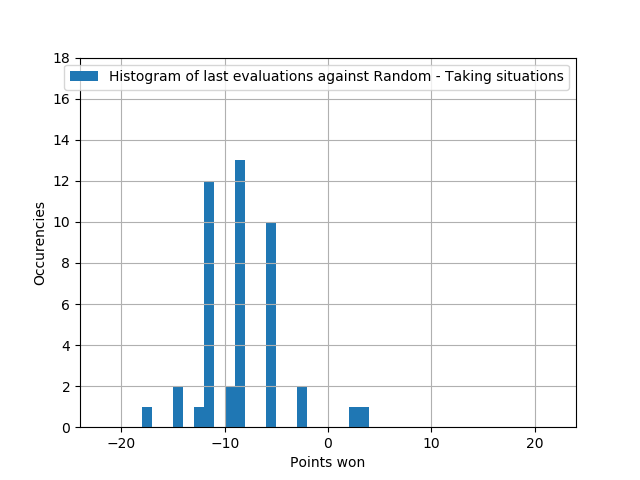 Histogram of last evaluations against Random - Taking situations
18
16
14
12
10
8
6
4
2
0
Occurencies
−20 −10 0 10 20
Points won